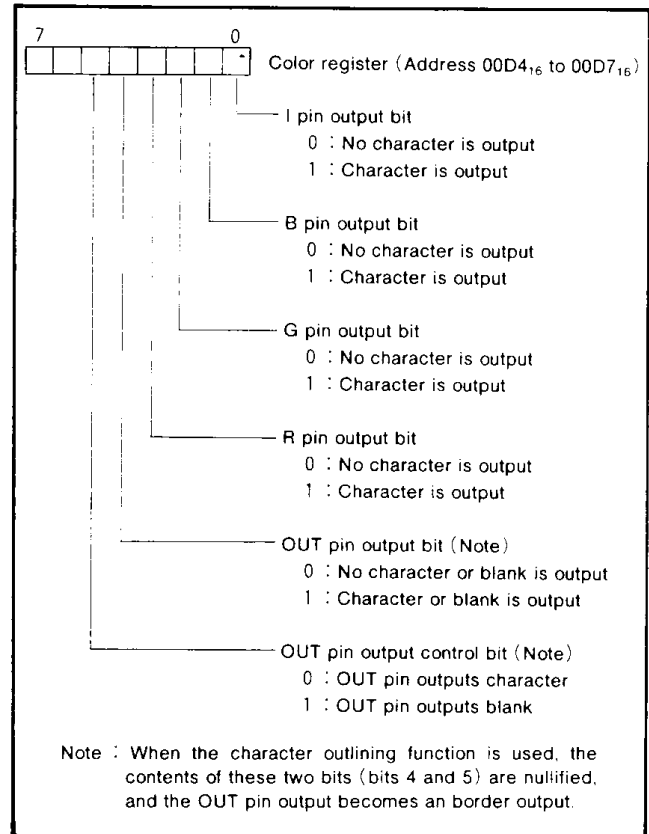 7 0
Color register (Address 00D4₁₆ to 00D7₁₆)
I pin output bit
0 : No character is output
1 : Character is output
B pin output bit
0 : No character is output
1 : Character is output
G pin output bit
0 : No character is output
1 : Character is output
R pin output bit
0 : No character is output
1 : Character is output
OUT pin output bit (Note)
0 : No character or blank is output
1 : Character or blank is output
OUT pin output control bit (Note)
0 : OUT pin outputs character
1 : OUT pin outputs blank
Note : When the character outlining function is used, the
contents of these two bits (bits 4 and 5) are nullified,
and the OUT pin output becomes an border output.